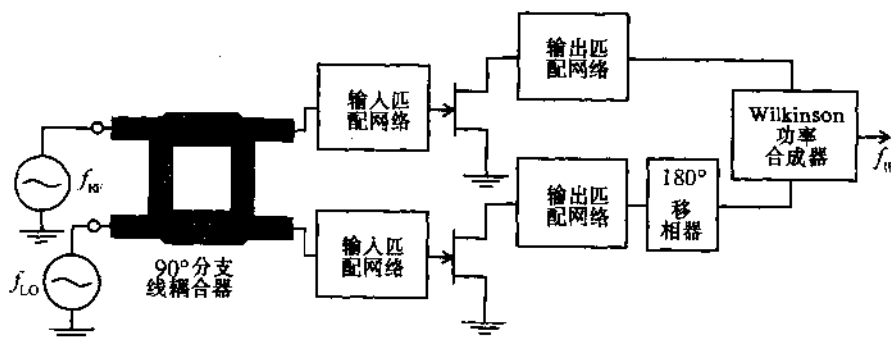 输出匹
配网络
输入匹
配网络
Wilkinson
功率
合成器
f_RF
180°
移
相器
输出匹
配网络
输入匹
配网络
90°分支
线耦合器
f_LO